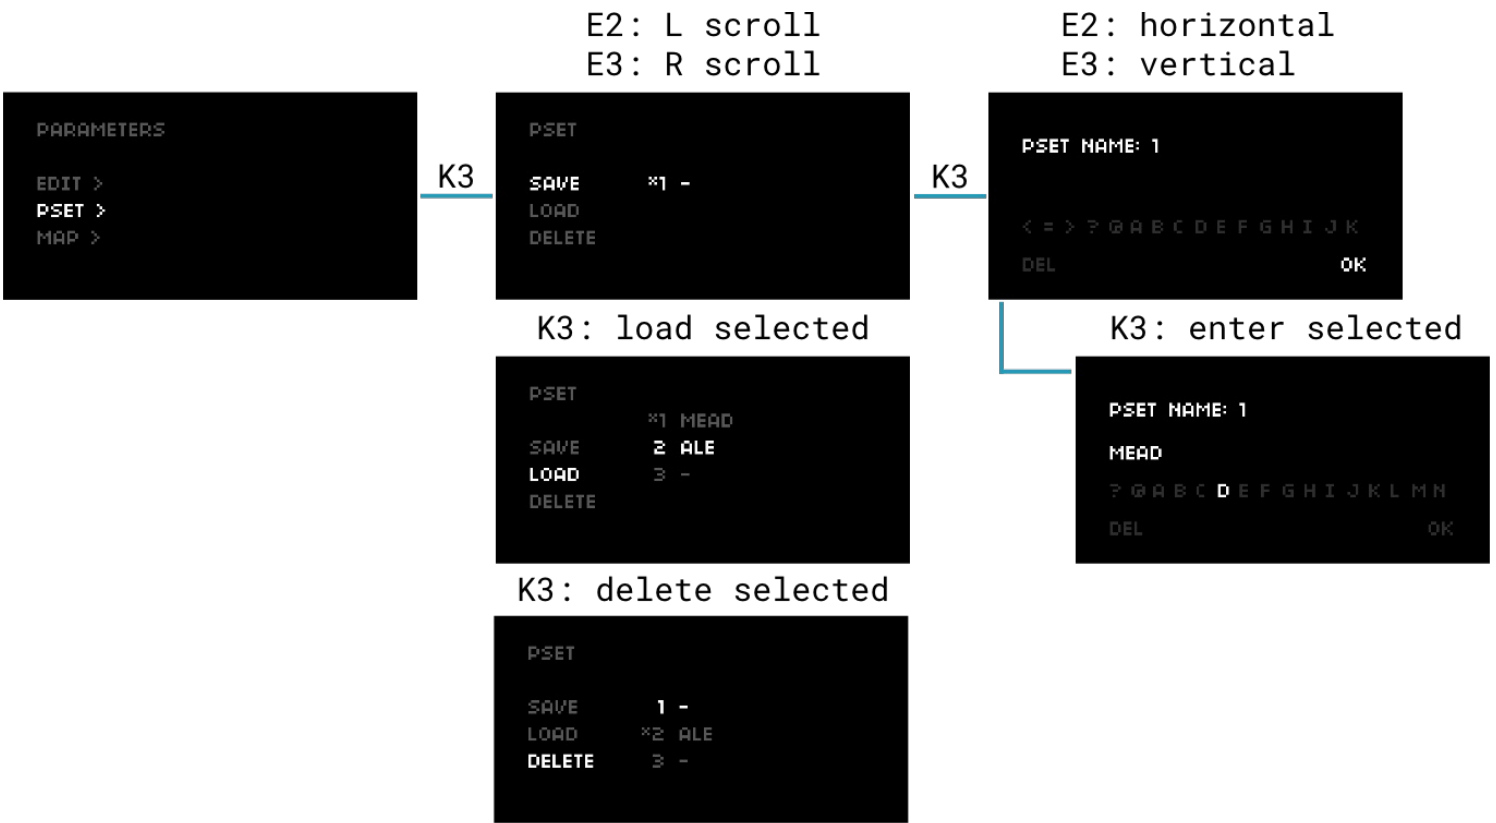 E2: L scroll
E3: R scroll
E2: horizontal
E3: vertical
PARAMETERS
EDIT >
PSET >
MAP >
K3
PSET
SAVE *1 -
LOAD
DELETE
K3
PSET NAME: 1
< = > ? @ A B C D E F G H I J K
DEL OK
K3: load selected
PSET
*1 MEAD
SAVE 2 ALE
LOAD 3 -
DELETE
K3: enter selected
PSET NAME: 1
MEAD
? @ A B C D E F G H I J K L M N
DEL OK
K3: delete selected
PSET
SAVE 1 -
LOAD *2 ALE
DELETE 3 -